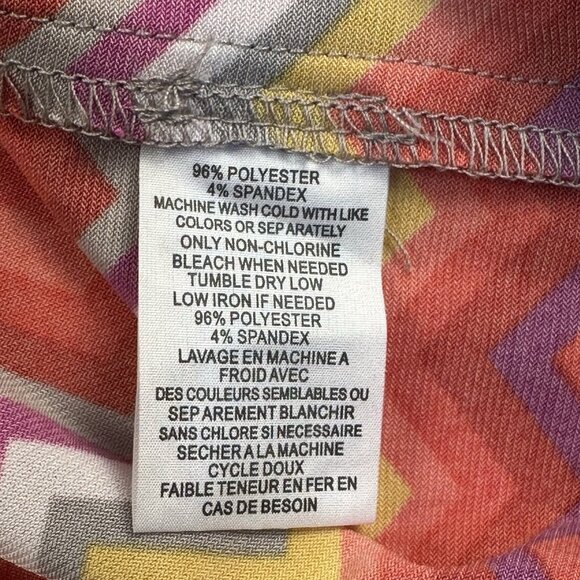 96% POLYESTER
4% SPANDEX
MACHINE WASH COLD WITH LIKE
COLORS OR SEPARATELY
ONLY NON-CHLORINE
BLEACH WHEN NEEDED
TUMBLE DRY LOW
LOW IRON IF NEEDED
96% POLYESTER
4% SPANDEX
LAVAGE EN MACHINE A
FROID AVEC
DES COULEURS SEMBLABLES OU
SEP AREMENT BLANCHIR
SANS CHLORE SI NECESSAIRE
SECHER A LA MACHINE
CYCLE DOUX
FAIBLE TENEUR EN FER EN
CAS DE BESOIN